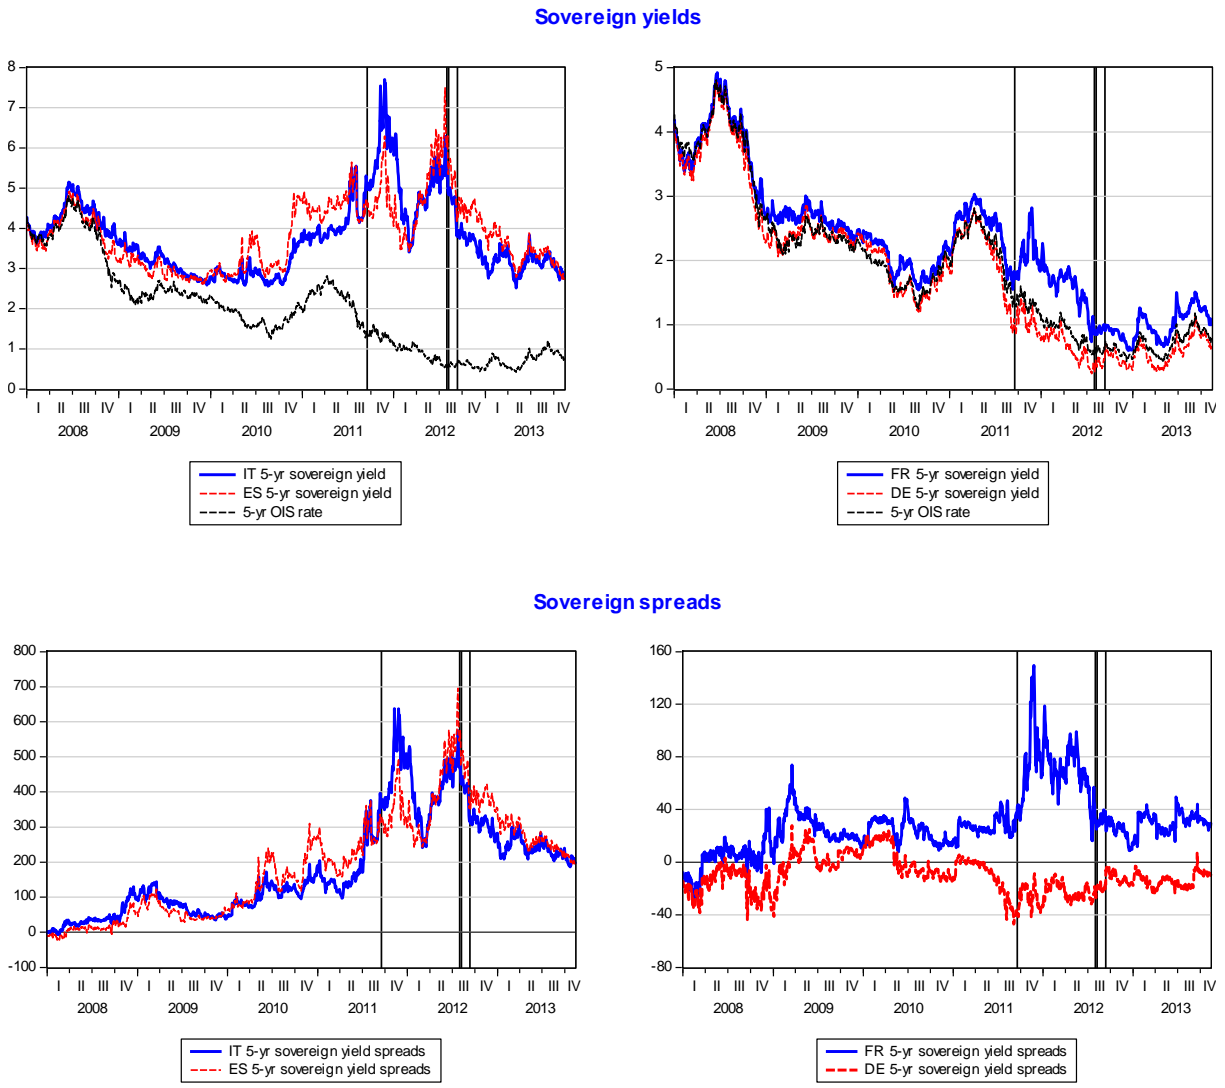 Sovereign yields
8
7
6
5
4
3
2
1
0
I II III IV I II III IV I II III IV I II III IV I II III IV I II III IV
2008 2009 2010 2011 2012 2013
IT 5-yr sovereign yield
ES 5-yr sovereign yield
5-yr OIS rate
5
4
3
2
1
0
I II III IV I II III IV I II III IV I II III IV I II III IV I II III IV
2008 2009 2010 2011 2012 2013
FR 5-yr sovereign yield
DE 5-yr sovereign yield
5-yr OIS rate
Sovereign spreads
800
700
600
500
400
300
200
100
0
-100
I II III IV I II III IV I II III IV I II III IV I II III IV I II III IV
2008 2009 2010 2011 2012 2013
IT 5-yr sovereign yield spreads
ES 5-yr sovereign yield spreads
160
120
80
40
0
-40
-80
I II III IV I II III IV I II III IV I II III IV I II III IV I II III IV
2008 2009 2010 2011 2012 2013
FR 5-yr sovereign yield spreads
DE 5-yr sovereign yield spreads